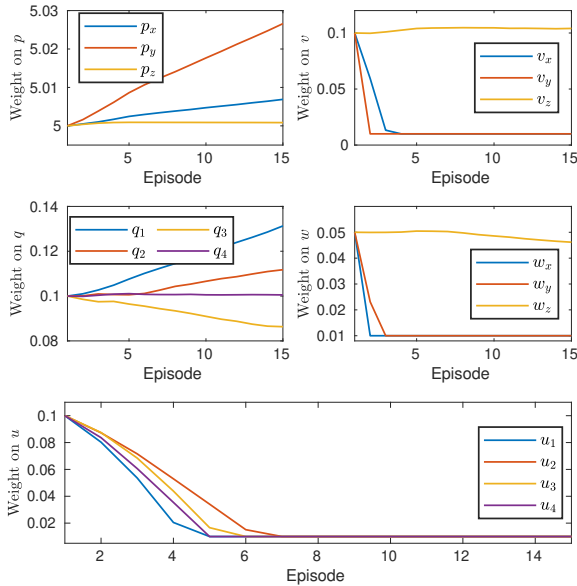 5.03
5.02
5.01
5
Weight on p
p_x
p_y
p_z
5
10
15
Episode
0.1
0.05
0
Weight on v
v_x
v_y
v_z
5
10
15
Episode
0.14
0.12
0.1
0.08
Weight on q
q_1
q_2
q_3
q_4
5
10
15
Episode
0.05
0.04
0.03
0.02
0.01
Weight on w
w_x
w_y
w_z
5
10
15
Episode
0.1
0.08
0.06
0.04
0.02
Weight on u
u_1
u_2
u_3
u_4
2
4
6
8
10
12
14
Episode